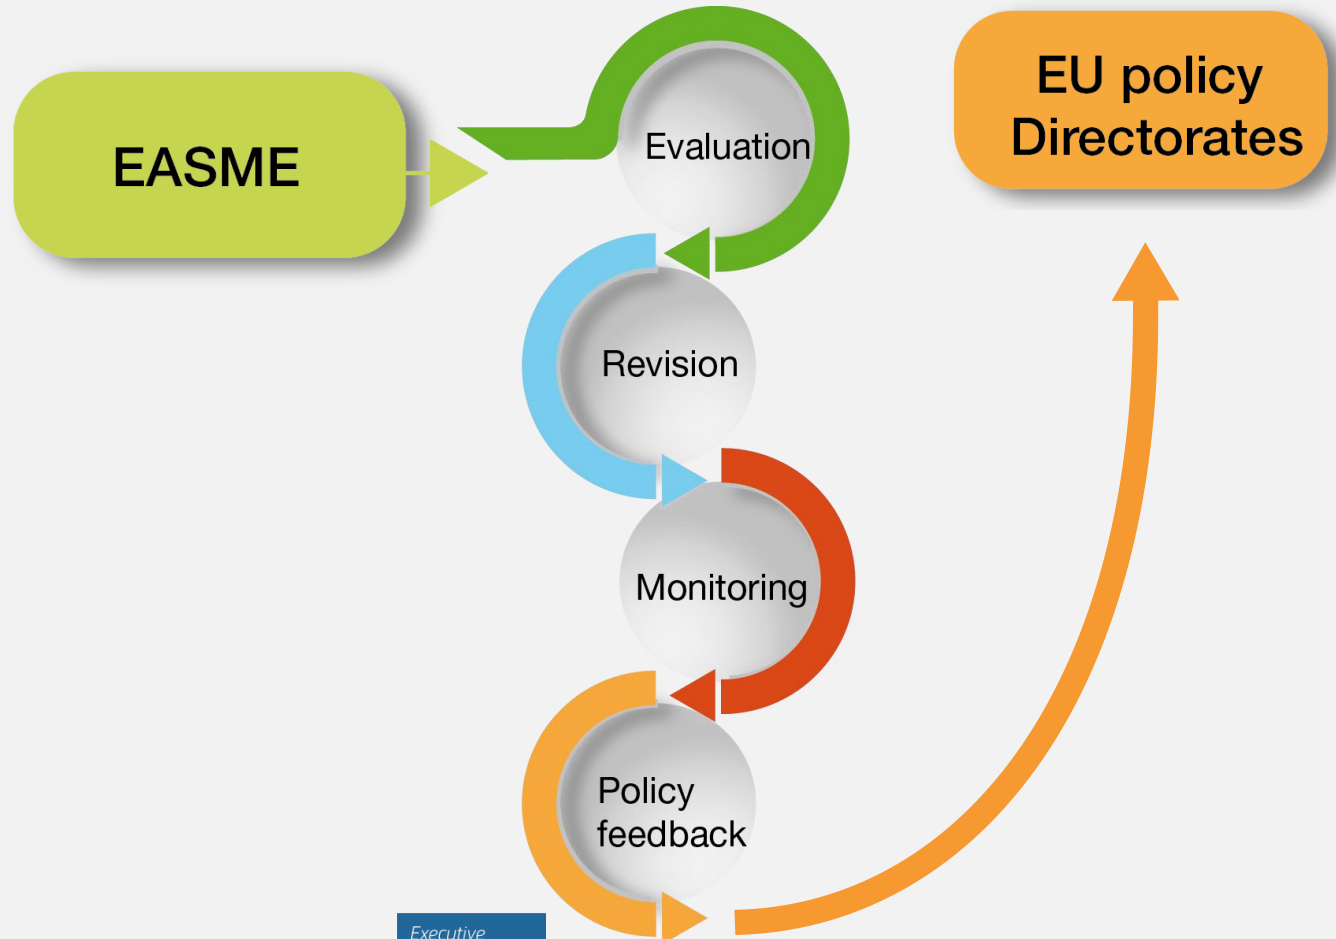 EASME
Evaluation
EU policy
Directorates
Revision
Monitoring
Policy
feedback
Executive